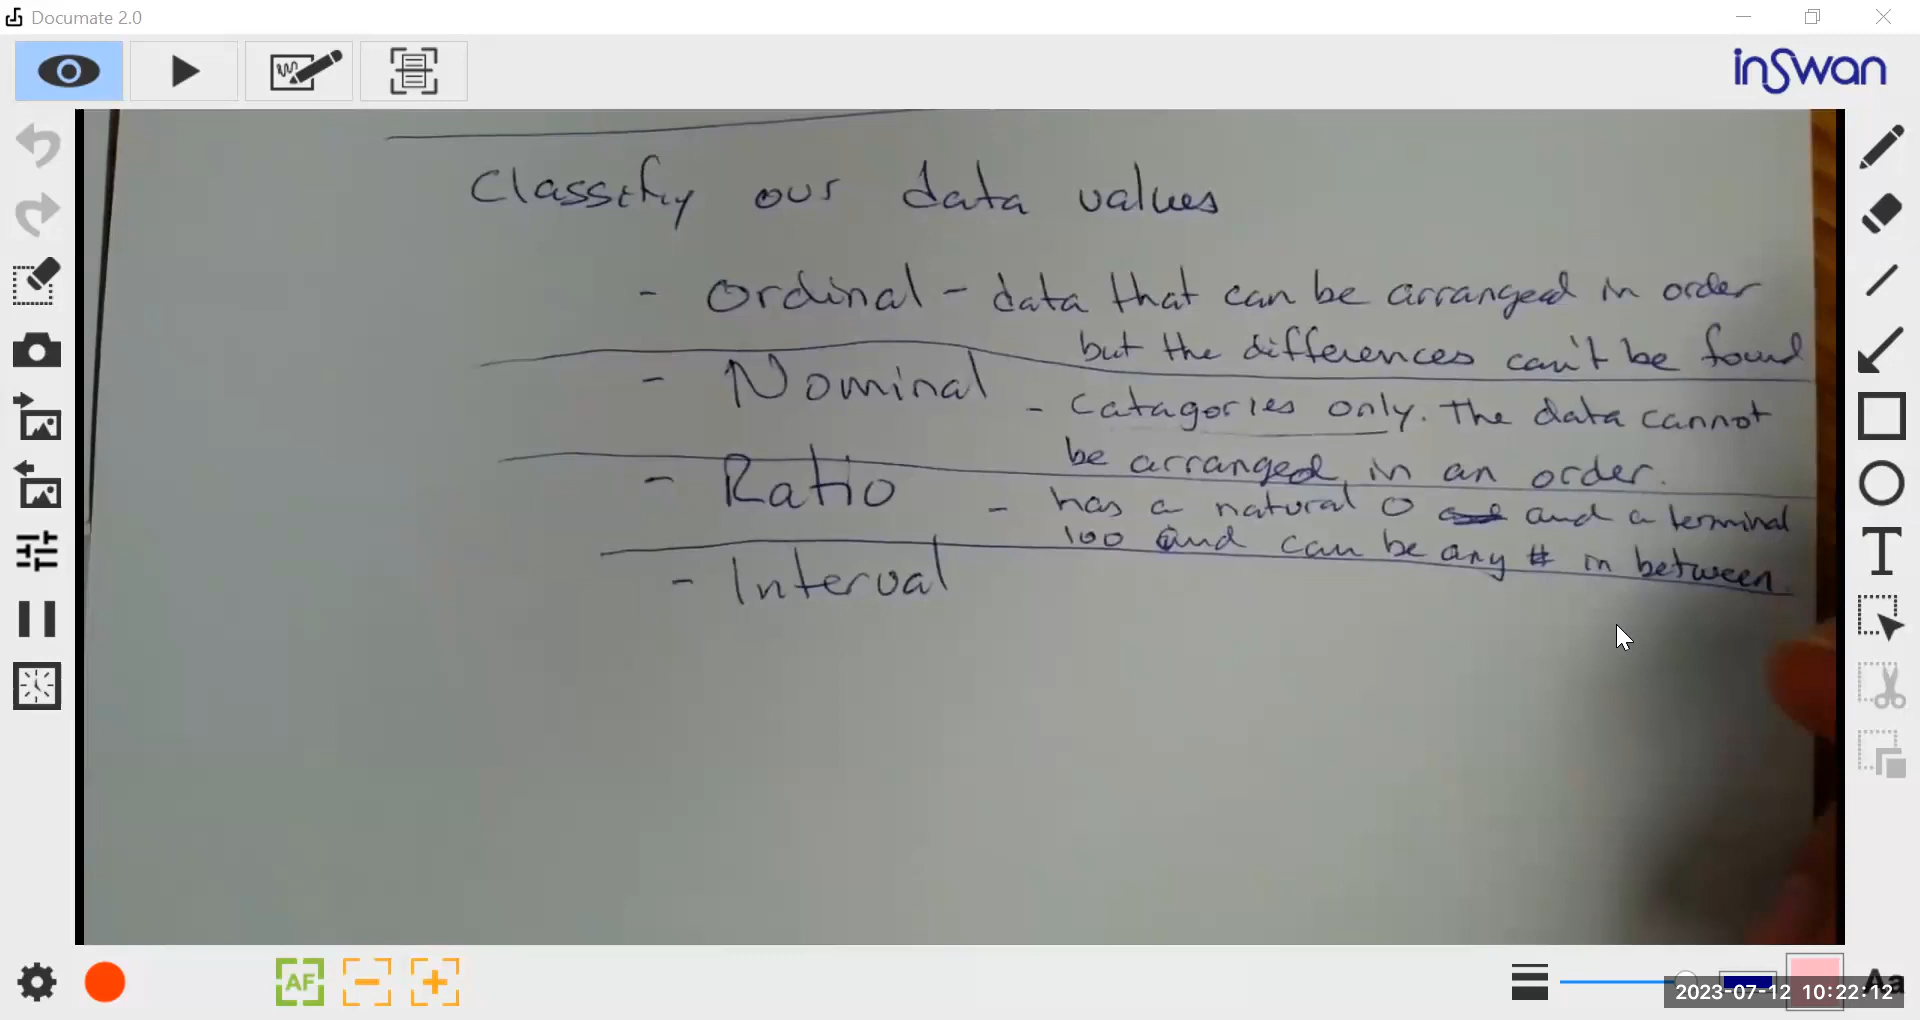 Documate 2.0
inswan
Classify our data values
- Ordinal - data that can be arranged in order
but the differences can't be found
- Nominal - Catagories only. The data cannot
be arranged in an order.
- Ratio - has a natural 0 and a terminal
100 and can be any # in between.
- Interval
T
AF
Aa
2023-07-12 10:22:12